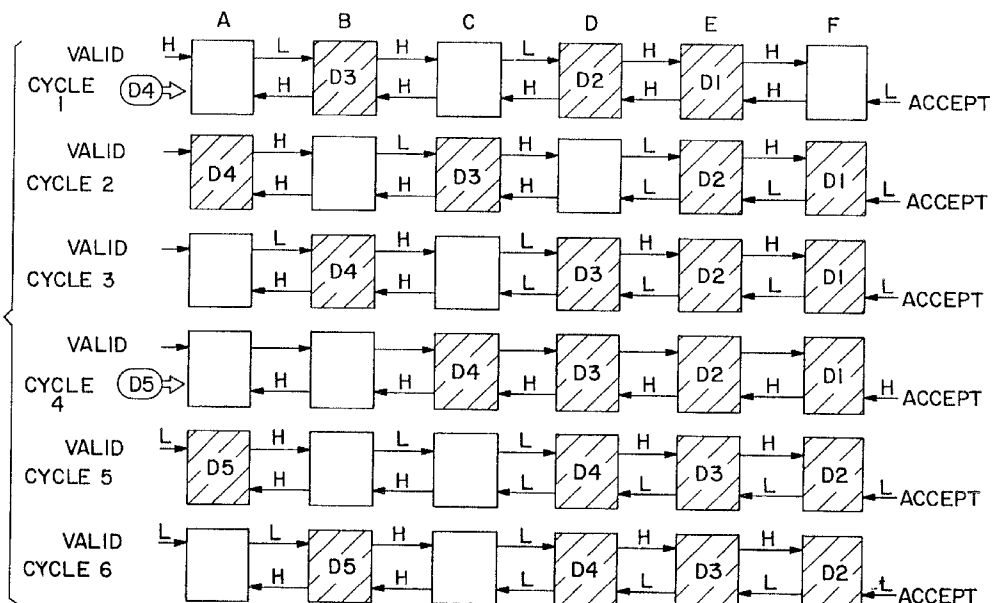 A B C D E F
VALID H L H L H H
CYCLE 1 D4 D3 D2 D1
H H H H H L ACCEPT
VALID H L H L H
CYCLE 2 D4 D3 D2 D1
H H H L L L ACCEPT
VALID L H L H H
CYCLE 3 D4 D3 D2 D1
H H L L L L ACCEPT
VALID
CYCLE 4 D5 D4 D3 D2 D1
H H H H H H ACCEPT
VALID L H L L H H
CYCLE 5 D5 D4 D3 D2
H H L L L L ACCEPT
VALID L L H L H H
CYCLE 6 D5 D4 D3 D2
H H L L L L ACCEPT